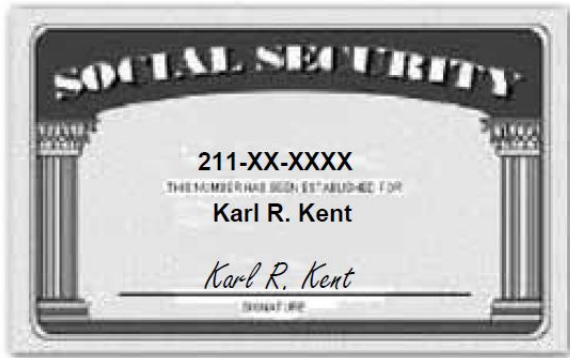 SOCIAL SECURITY
211-XX-XXXX
THIS NUMBER HAS BEEN ESTABLISHED FOR
Karl R. Kent
Karl R. Kent
SIGNATURE